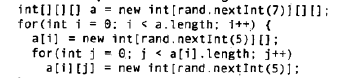 int[][][] a = new int[rand.nextInt(7)][][];
for(int i = 0; i < a.length; i++) {
a[i] = new int[rand.nextInt(5)][];
for(int j = 0; j < a[i].length; j++)
a[i][j] = new int[rand.nextInt(5)];